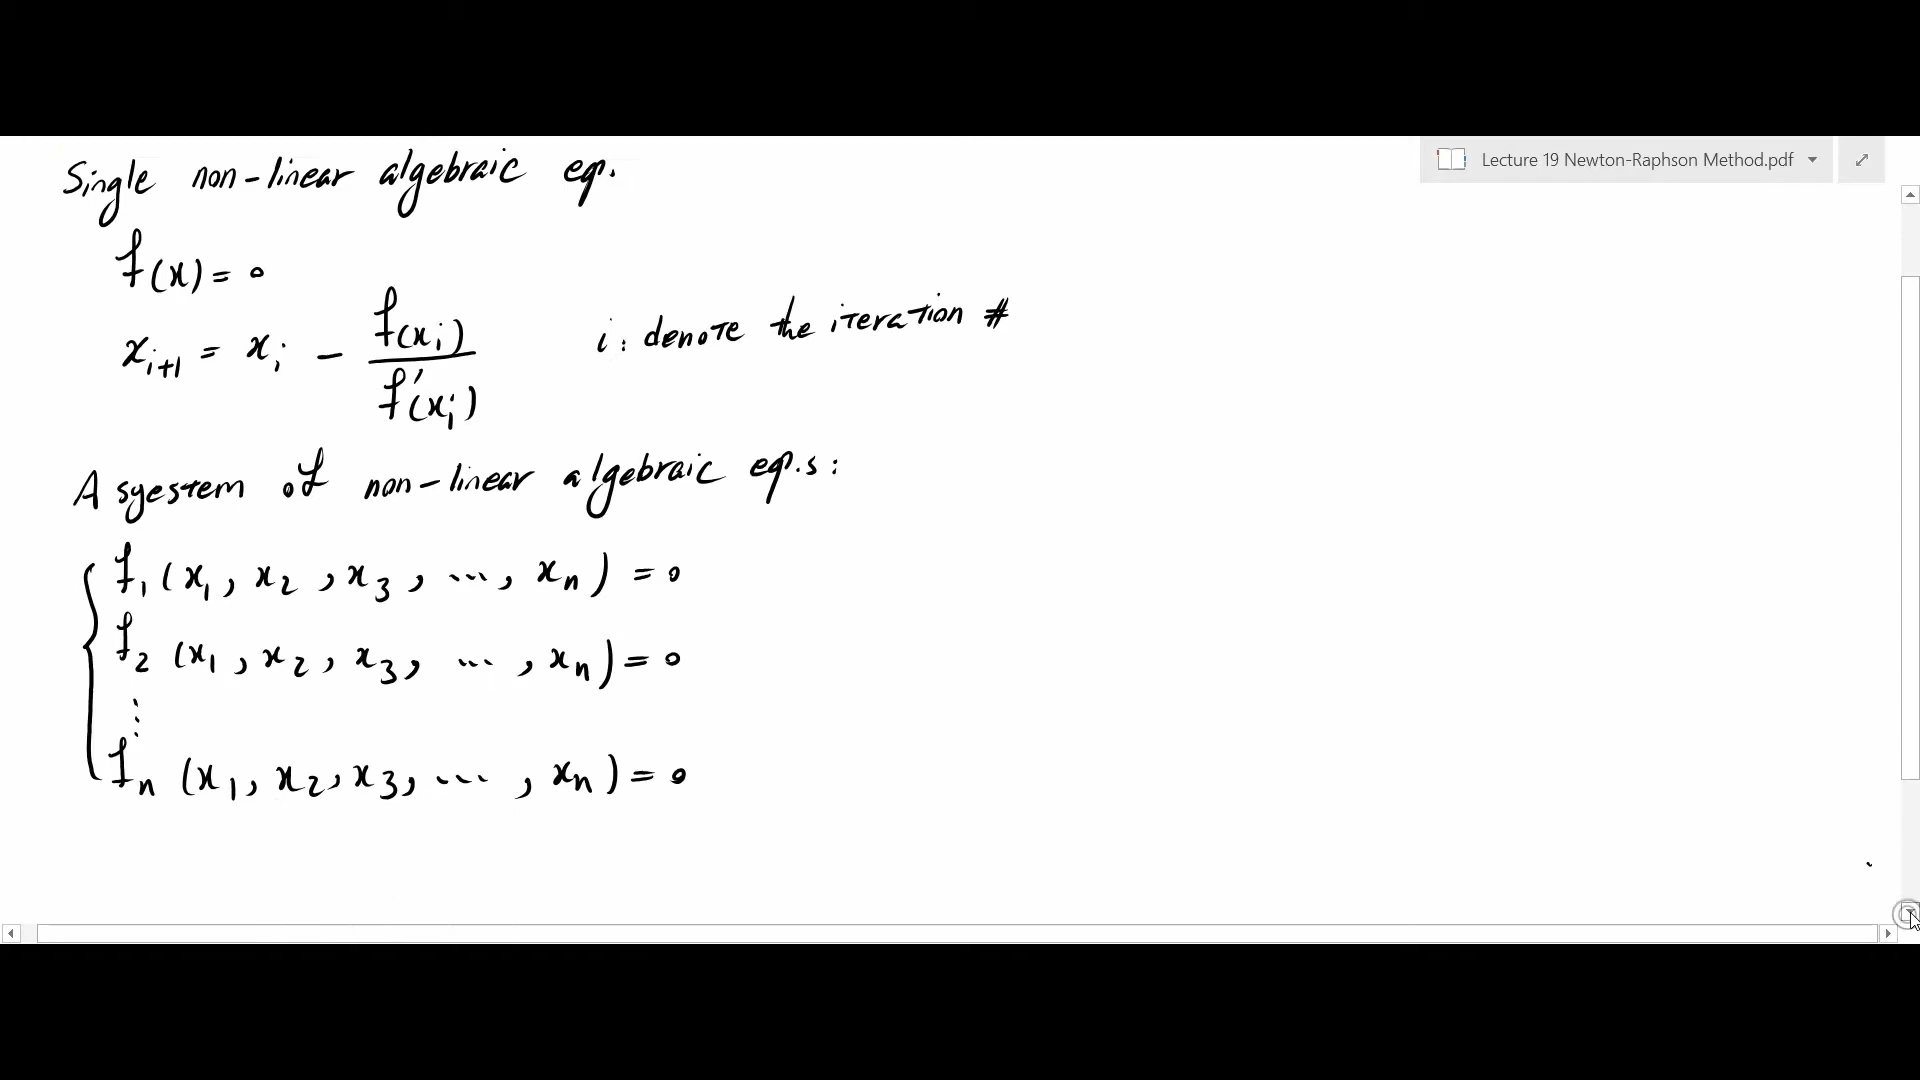 Single non-linear algebraic eq.
Lecture 19 Newton-Raphson Method.pdf
f(x) = 0
x_{i+1} = x_i - f(x_i) / f'(x_i)
i: denote the iteration #
A syestem of non-linear algebraic eq.s:
f_1 (x_1, x_2, x_3, ..., x_n) = 0
f_2 (x_1, x_2, x_3, ..., x_n) = 0
⋮
f_n (x_1, x_2, x_3, ..., x_n) = 0